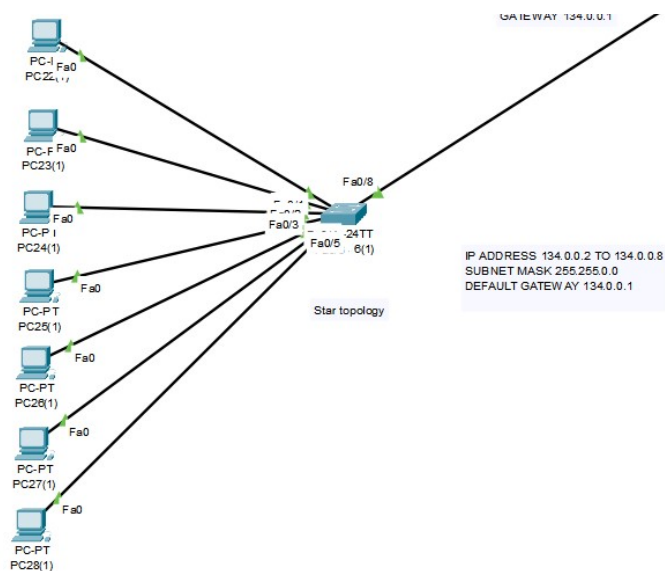 GATEWAY 134.0.0.1
Fa0
Fa0
PC23(1)
Fa0/8
Fa0
PC24(1)
Fa0/3
-24TT
Fa0/5
6(1)
IP ADDRESS 134.0.0.2 TO 134.0.0.8
SUBNET MASK 255.255.0.0
DEFAULT GATEWAY 134.0.0.1
Fa0
PC-PT
PC25(1)
Star topology
Fa0
PC-PT
PC26(1)
Fa0
PC-PT
PC27(1)
Fa0
PC-PT
PC28(1)